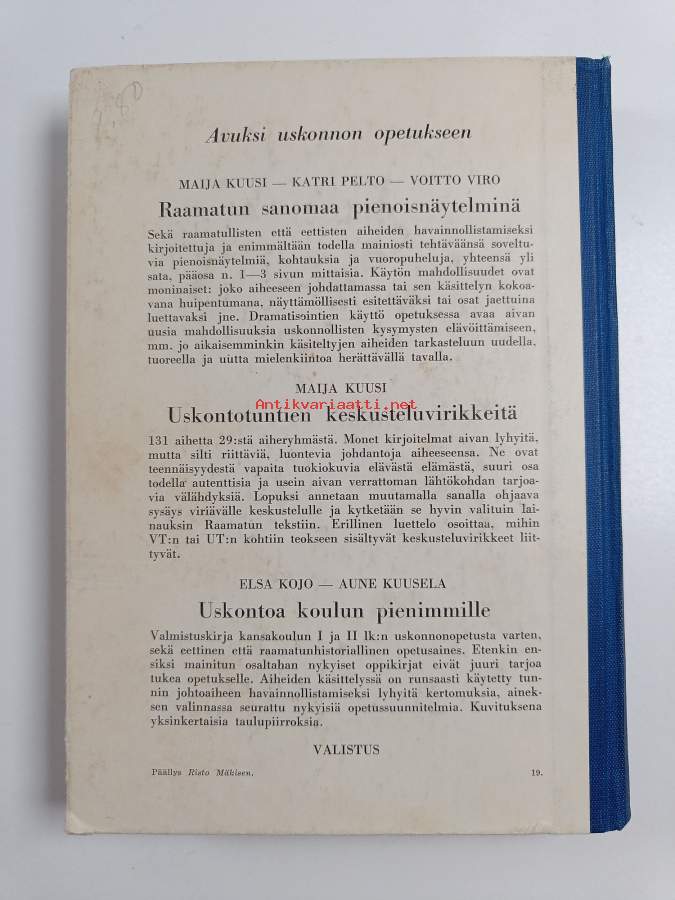 7,80
Avuksi uskonnon opetukseen
MAIJA KUUSI — KATRI PELTO — VOITTO VIRO
Raamatun sanomaa pienoisnäytelminä
Sekä raamatullisten että eettisten aiheiden havainnollistamiseksi
kirjoitettuja ja enimmältään todella mainiosti tehtäväänsä soveltu-
via pienoisnäytelmiä, kohtauksia ja vuoropuheluja, yhteensä yli
sata, pääosa n. 1—3 sivun mittaisia. Käytön mahdollisuudet ovat
moninaiset: joko aiheeseen johdattamassa tai sen käsittelyn kokoa-
vana huipentumana, näyttämöllisesti esitettäväksi tai osat jaettuina
luettavaksi jne. Dramatisointien käyttö opetuksessa avaa aivan
uusia mahdollisuuksia uskonnollisten kysymysten elävöittämiseen,
mm. jo aikaisemminkin käsiteltyjen aiheiden tarkasteluun uudella,
tuoreella ja uutta mielenkiintoa herättävällä tavalla.
MAIJA KUUSI
Antikvariaatti.net
Uskontotuntien keskusteluvirikkeitä
131 aihetta 29:stä aiheryhmästä. Monet kirjoitelmat aivan lyhyitä,
mutta silti riittäviä, luontevia johdantoja aiheeseensa. Ne ovat
teennäisyydestä vapaita tuokiokuvia elävästä elämästä, suuri osa
todella autenttisia ja usein aivan verrattoman lähtökohdan tarjoa-
via välähdyksiä. Lopuksi annetaan muutamalla sanalla ohjaava
sysäys viriävälle keskustelulle ja kytketään se hyvin valituin lai-
nauksin Raamatun tekstiin. Erillinen luettelo osoittaa, mihin
VT:n tai UT:n kohtiin teokseen sisältyvät keskusteluvirikkeet liit-
tyvät.
ELSA KOJO — AUNE KUUSELA
Uskontoa koulun pienimmille
Valmistuskirja kansakoulun I ja II lk:n uskonnonopetusta varten,
sekä eettinen että raamatunhistoriallinen opetusaines. Etenkin en-
siksi mainitun osaltahan nykyiset oppikirjat eivät juuri tarjoa
tukea opetukselle. Aiheiden käsittelyssä on runsaasti käytetty tun-
nin johtoaiheen havainnollistamiseksi lyhyitä kertomuksia, ainek-
sen valinnassa seurattu nykyisiä opetussuunnitelmia. Kuvituksena
yksinkertaisia taulupiirroksia.
VALISTUS
Päällys Risto Mäkisen.
19.